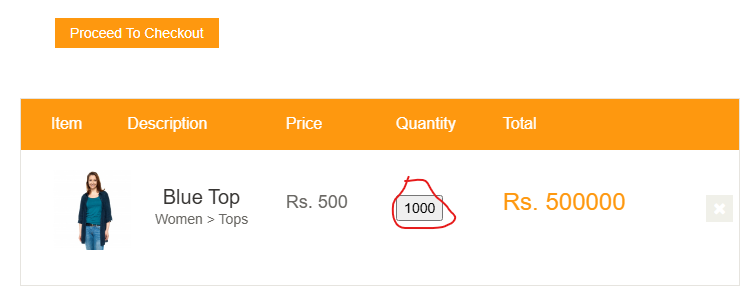 Proceed To Checkout
Item Description Price Quantity Total
Blue Top Rs. 500 1000 Rs. 500000
Women > Tops